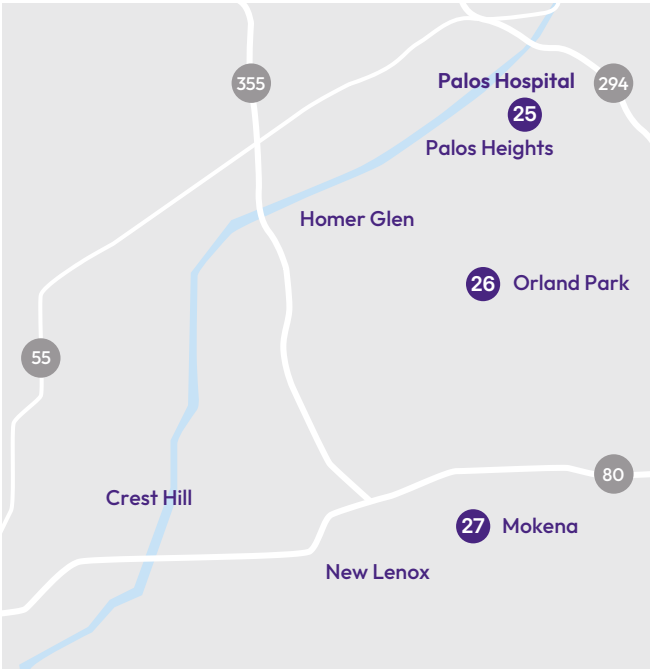 355
Palos Hospital
294
25
Palos Heights
Homer Glen
26 Orland Park
55
80
Crest Hill
27 Mokena
New Lenox